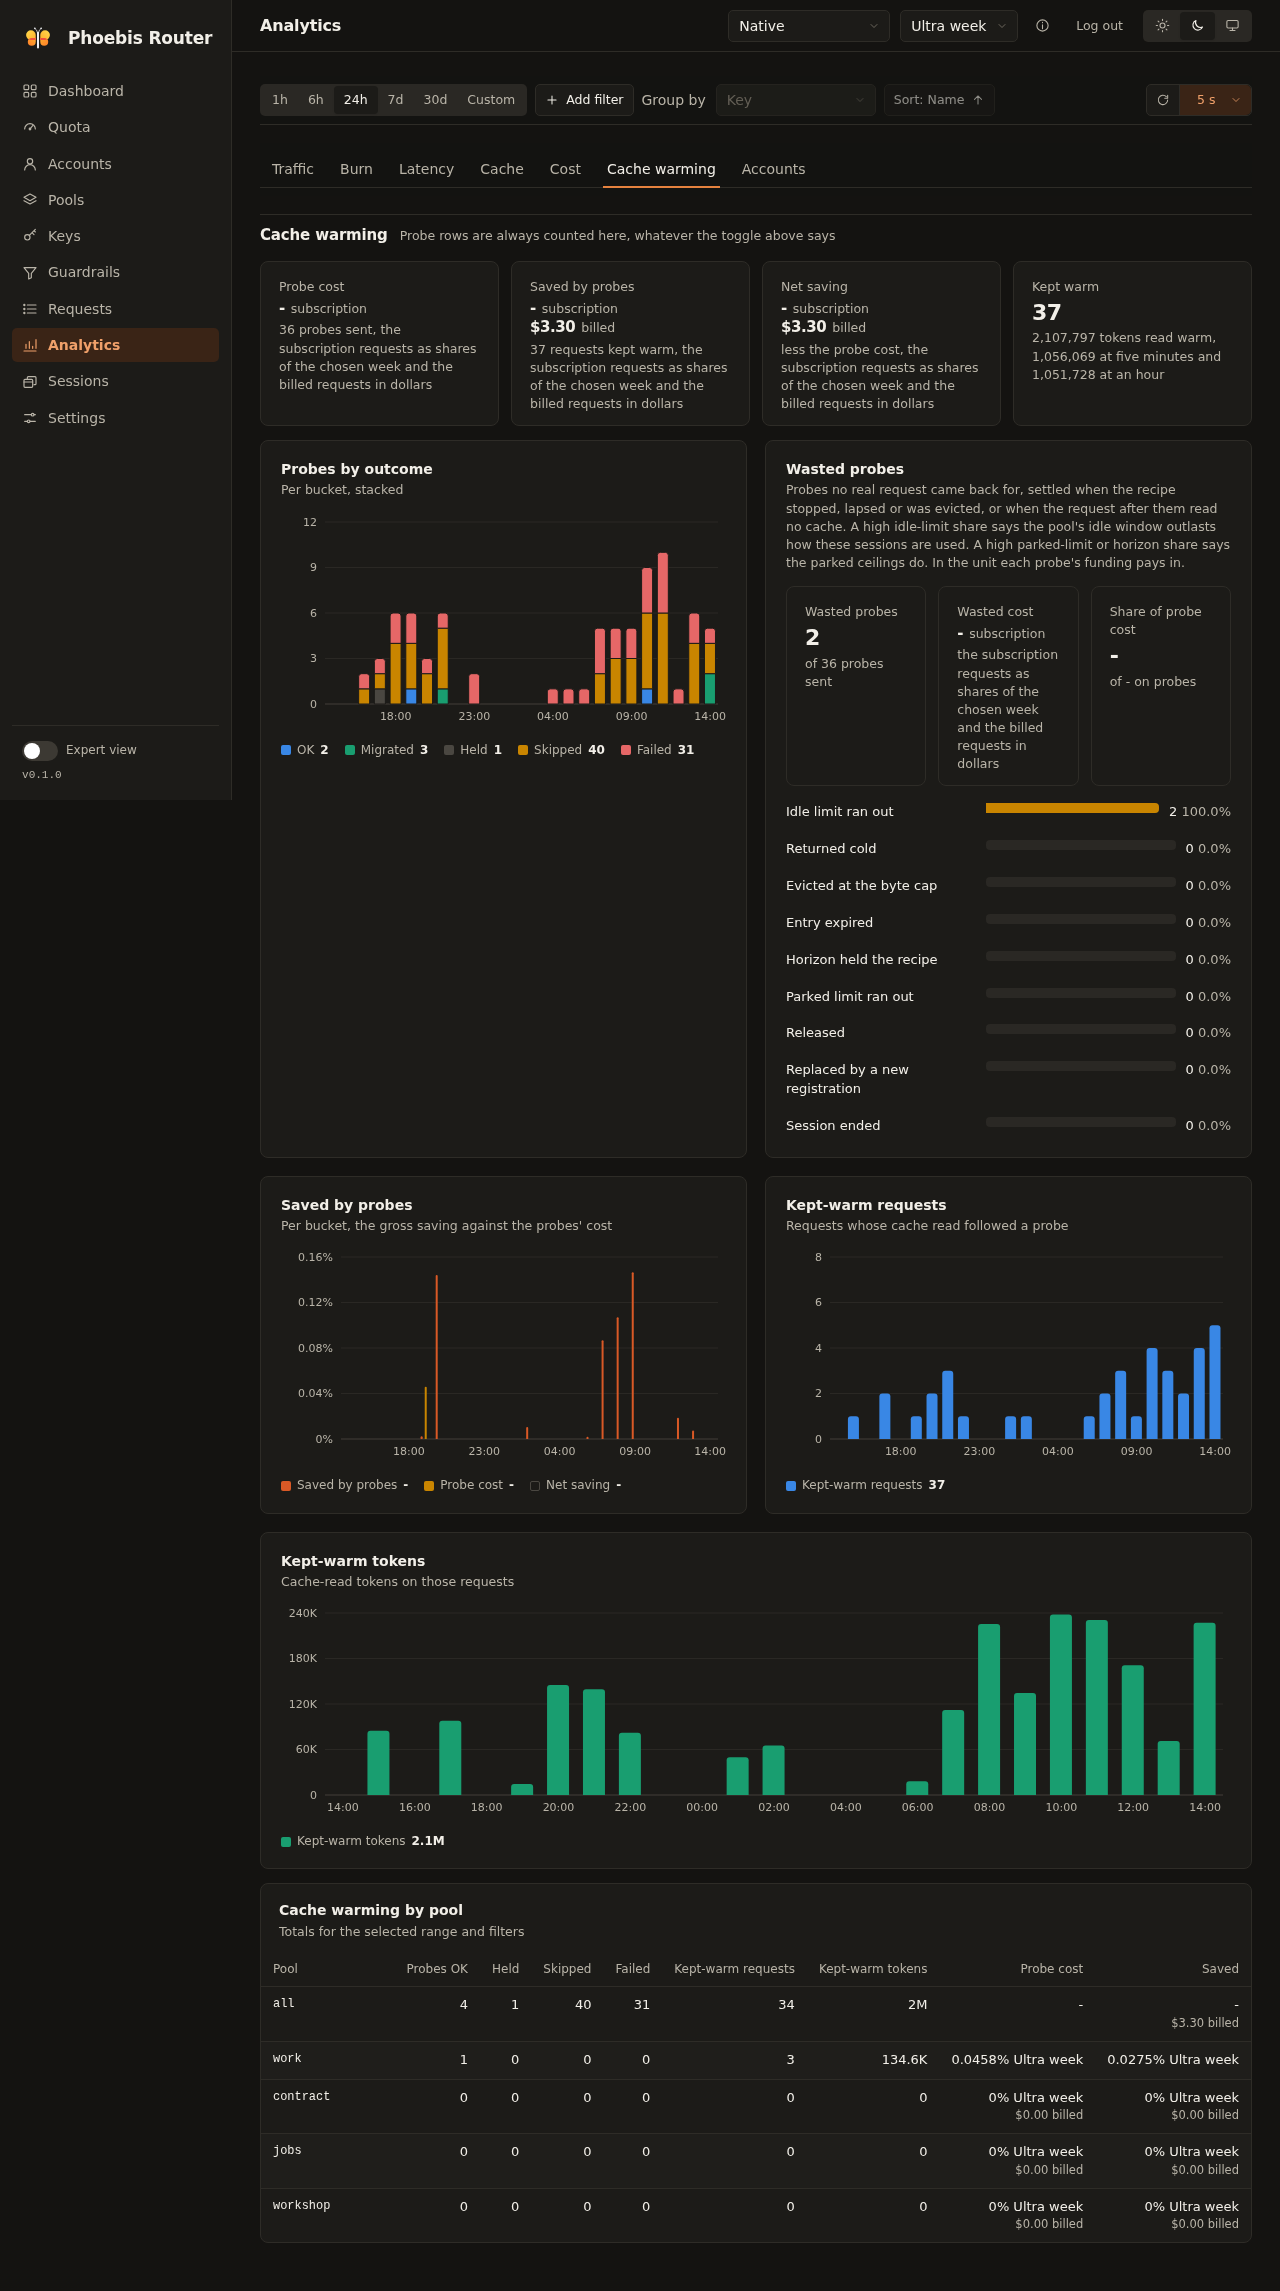 Phoebis Router
Dashboard
Quota
Accounts
Pools
Keys
Guardrails
Requests
Analytics
Sessions
Settings
Expert view
v0.1.0
Analytics
Native
Ultra week
Log out
1h 6h 24h 7d 30d Custom
Add filter
Group by
Key
Sort: Name
5 s
Traffic Burn Latency Cache Cost Cache warming Accounts
Cache warming Probe rows are always counted here, whatever the toggle above says
Probe cost
- subscription
36 probes sent, the
subscription requests as shares
of the chosen week and the
billed requests in dollars
Saved by probes
- subscription
$3.30 billed
37 requests kept warm, the
subscription requests as shares
of the chosen week and the
billed requests in dollars
Net saving
- subscription
$3.30 billed
less the probe cost, the
subscription requests as shares
of the chosen week and the
billed requests in dollars
Kept warm
37
2,107,797 tokens read warm,
1,056,069 at five minutes and
1,051,728 at an hour
Probes by outcome
Per bucket, stacked
12
9
6
3
0
18:00 23:00 04:00 09:00 14:00
OK 2 Migrated 3 Held 1 Skipped 40 Failed 31
Wasted probes
Probes no real request came back for, settled when the recipe
stopped, lapsed or was evicted, or when the request after them read
no cache. A high idle-limit share says the pool's idle window outlasts
how these sessions are used. A high parked-limit or horizon share says
the parked ceilings do. In the unit each probe's funding pays in.
Wasted probes
2
of 36 probes
sent
Wasted cost
- subscription
the subscription
requests as
shares of the
chosen week
and the billed
requests in
dollars
Share of probe
cost
-
of - on probes
Idle limit ran out 2 100.0%
Returned cold 0 0.0%
Evicted at the byte cap 0 0.0%
Entry expired 0 0.0%
Horizon held the recipe 0 0.0%
Parked limit ran out 0 0.0%
Released 0 0.0%
Replaced by a new
registration 0 0.0%
Session ended 0 0.0%
Saved by probes
Per bucket, the gross saving against the probes' cost
0.16%
0.12%
0.08%
0.04%
0%
18:00 23:00 04:00 09:00 14:00
Saved by probes - Probe cost - Net saving -
Kept-warm requests
Requests whose cache read followed a probe
8
6
4
2
0
18:00 23:00 04:00 09:00 14:00
Kept-warm requests 37
Kept-warm tokens
Cache-read tokens on those requests
240K
180K
120K
60K
0
14:00 16:00 18:00 20:00 22:00 00:00 02:00 04:00 06:00 08:00 10:00 12:00 14:00
Kept-warm tokens 2.1M
Cache warming by pool
Totals for the selected range and filters
Pool Probes OK Held Skipped Failed Kept-warm requests Kept-warm tokens Probe cost Saved
all 4 1 40 31 34 2M - -
$3.30 billed
work 1 0 0 0 3 134.6K 0.0458% Ultra week 0.0275% Ultra week
contract 0 0 0 0 0 0 0% Ultra week 0% Ultra week
$0.00 billed $0.00 billed
jobs 0 0 0 0 0 0 0% Ultra week 0% Ultra week
$0.00 billed $0.00 billed
workshop 0 0 0 0 0 0 0% Ultra week 0% Ultra week
$0.00 billed $0.00 billed